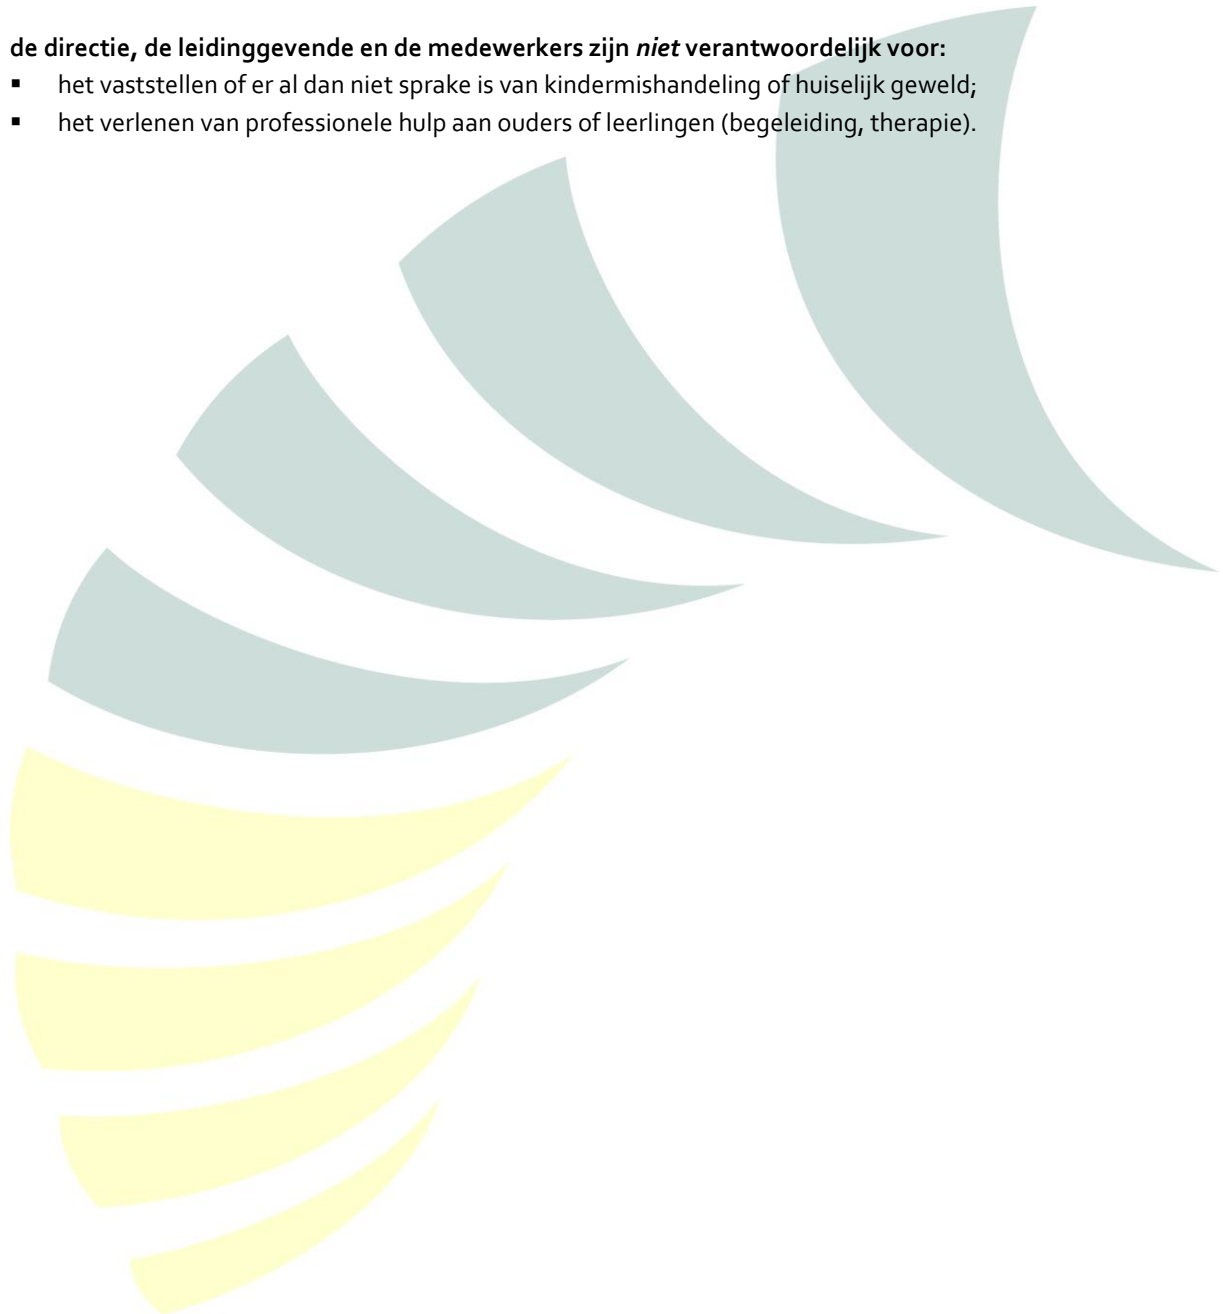 de directie, de leidinggevende en de medewerkers zijn niet verantwoordelijk voor:
▪ het vaststellen of er al dan niet sprake is van kindermishandeling of huiselijk geweld;
▪ het verlenen van professionele hulp aan ouders of leerlingen (begeleiding, therapie).